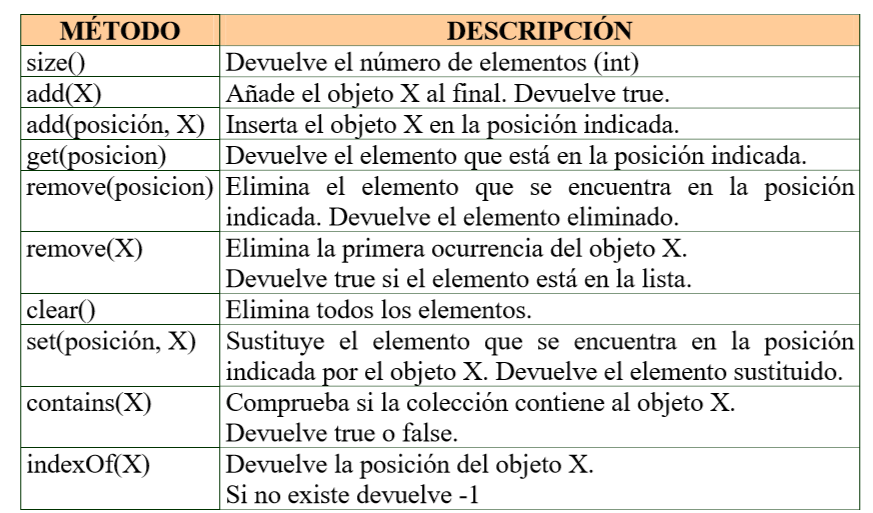 MÉTODO DESCRIPCIÓN
size() Devuelve el número de elementos (int)
add(X) Añade el objeto X al final. Devuelve true.
add(posición, X) Inserta el objeto X en la posición indicada.
get(posicion) Devuelve el elemento que está en la posición indicada.
remove(posicion) Elimina el elemento que se encuentra en la posición
indicada. Devuelve el elemento eliminado.
remove(X) Elimina la primera ocurrencia del objeto X.
Devuelve true si el elemento está en la lista.
clear() Elimina todos los elementos.
set(posición, X) Sustituye el elemento que se encuentra en la posición
indicada por el objeto X. Devuelve el elemento sustituido.
contains(X) Comprueba si la colección contiene al objeto X.
Devuelve true o false.
indexOf(X) Devuelve la posición del objeto X.
Si no existe devuelve -1